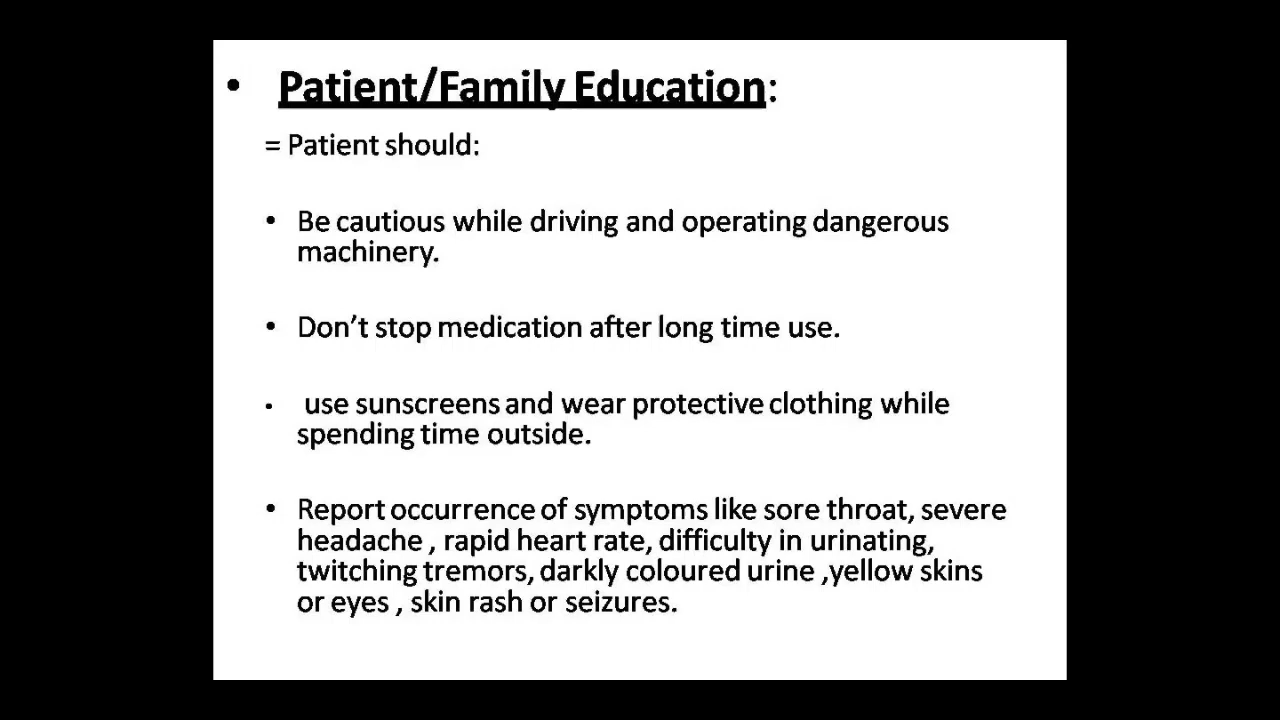 • Patient/Family Education:
= Patient should:
• Be cautious while driving and operating dangerous
machinery.
• Don’t stop medication after long time use.
• use sunscreens and wear protective clothing while
spending time outside.
• Report occurrence of symptoms like sore throat, severe
headache , rapid heart rate, difficulty in urinating,
twitching tremors, darkly coloured urine ,yellow skins
or eyes , skin rash or seizures.